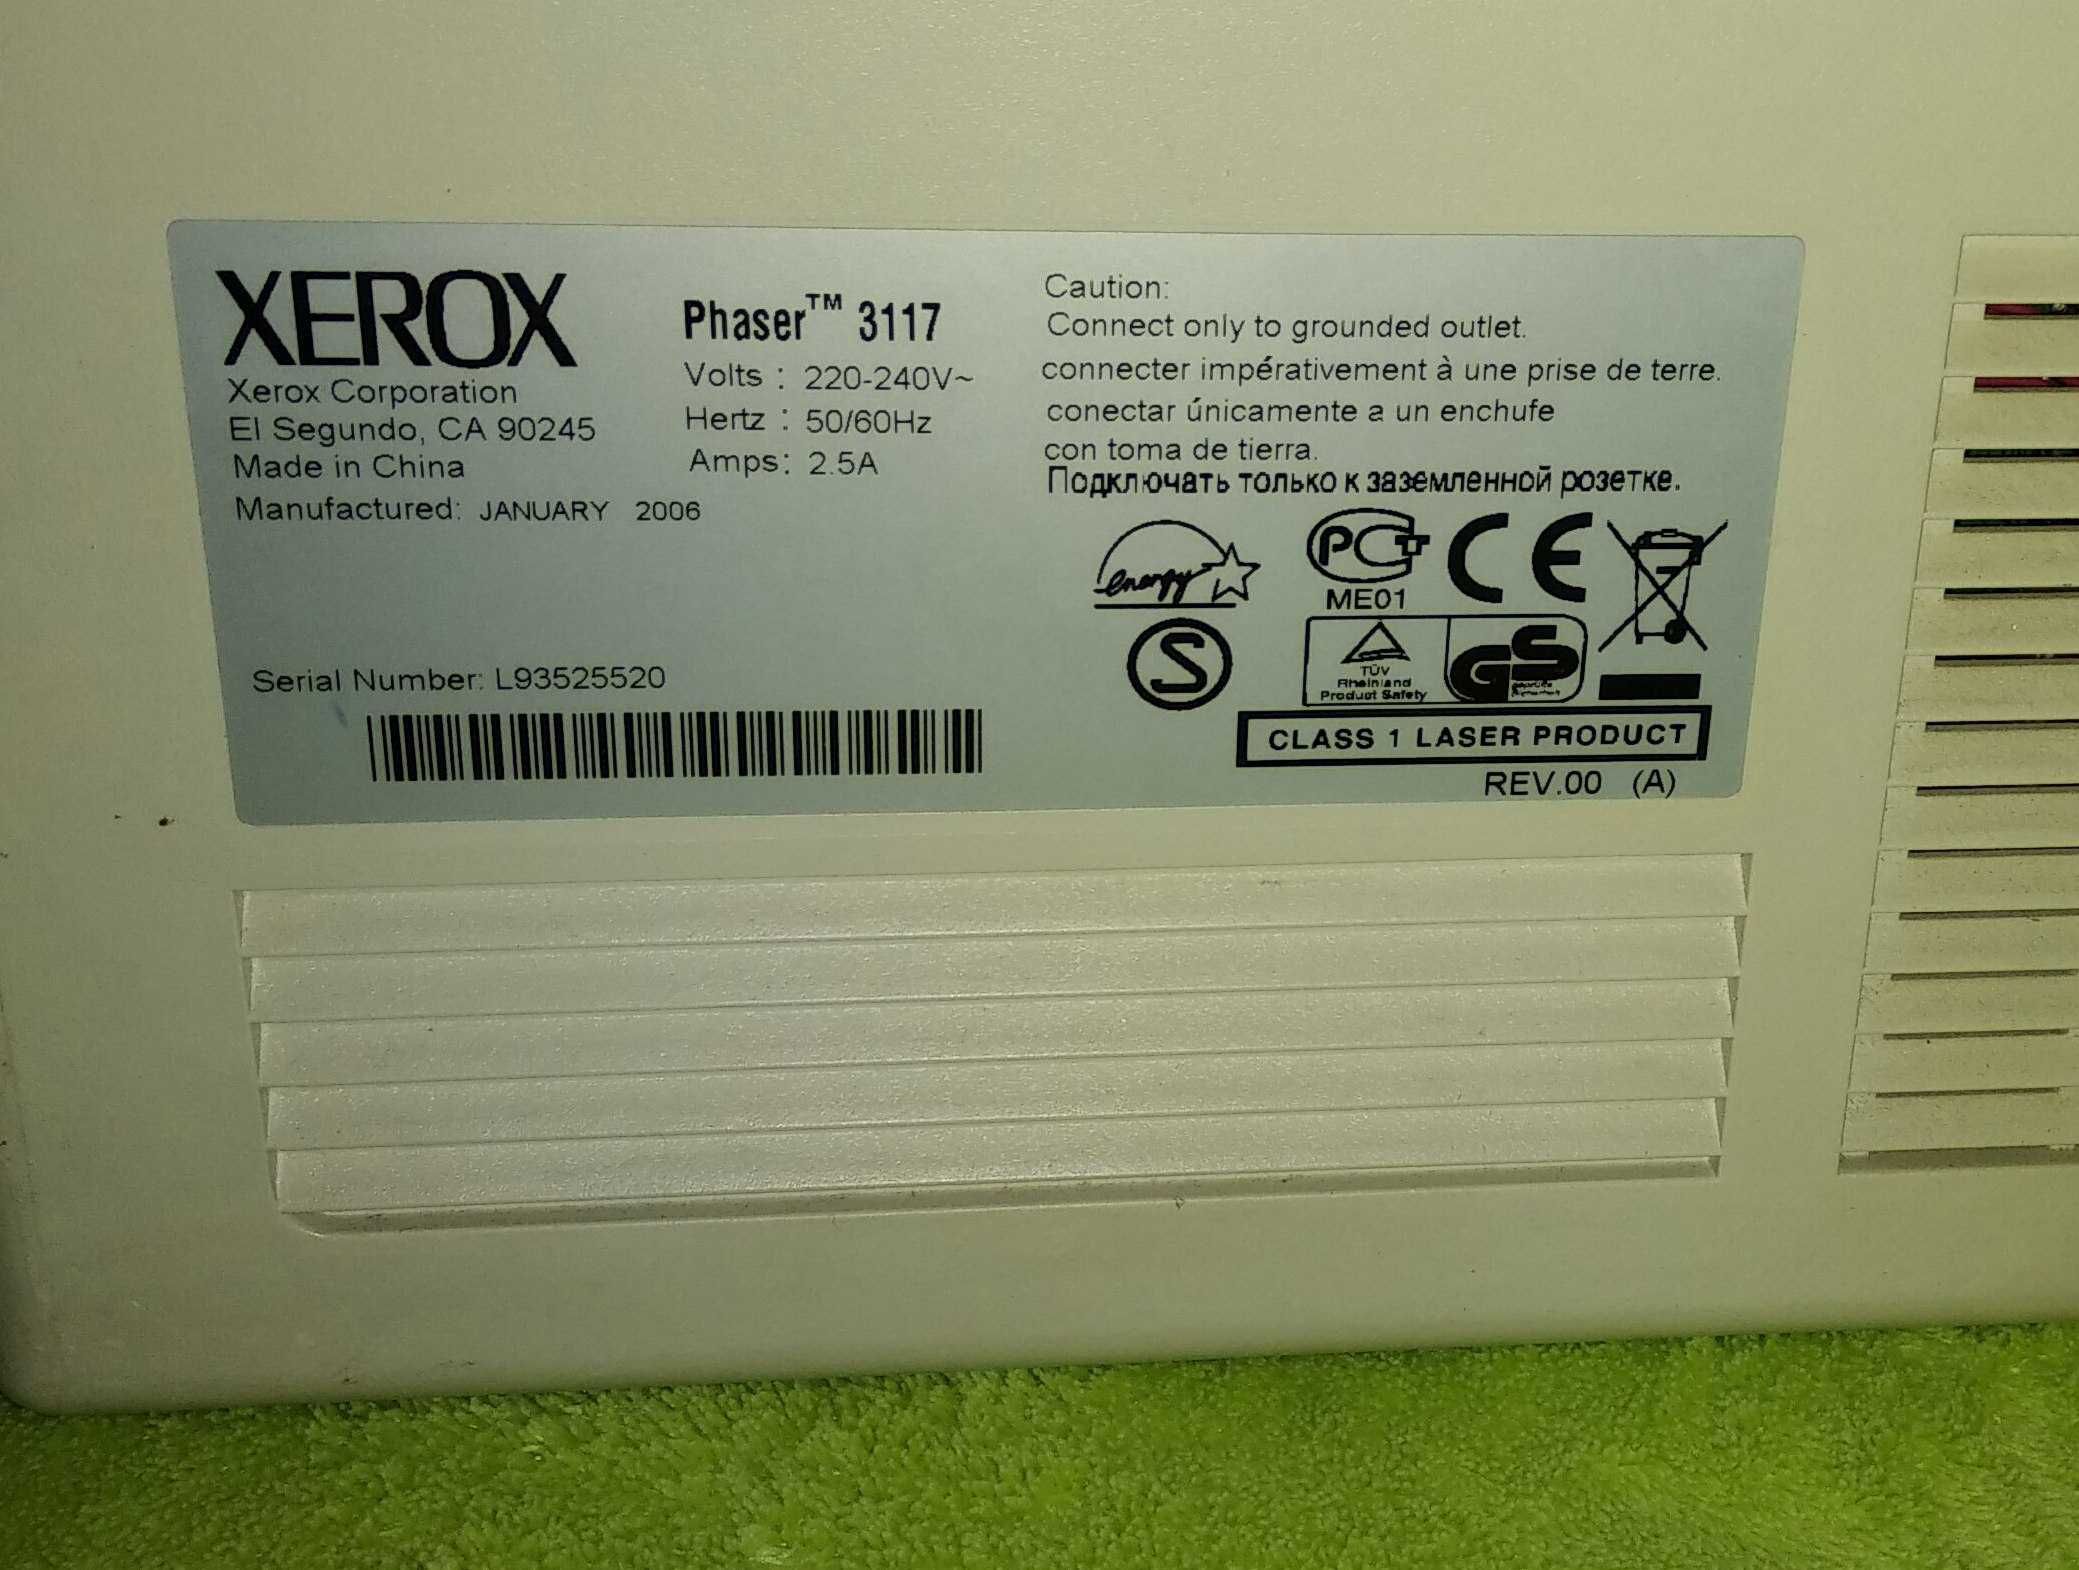 XEROX
Xerox Corporation
El Segundo, CA 90245
Made in China
Manufactured: JANUARY 2006
Phaser™ 3117
Volts : 220-240V~
Hertz : 50/60Hz
Amps: 2.5A
Caution:
Connect only to grounded outlet.
connecter impérativement à une prise de terre.
conectar únicamente a un enchufe
con toma de tierra.
Подключать только к заземленной розетке.
energy
PCT
ME01
CE
S
TÜV
Rheinland
Product Safety
GS
Serial Number: L93525520
CLASS 1 LASER PRODUCT
REV.00 (A)